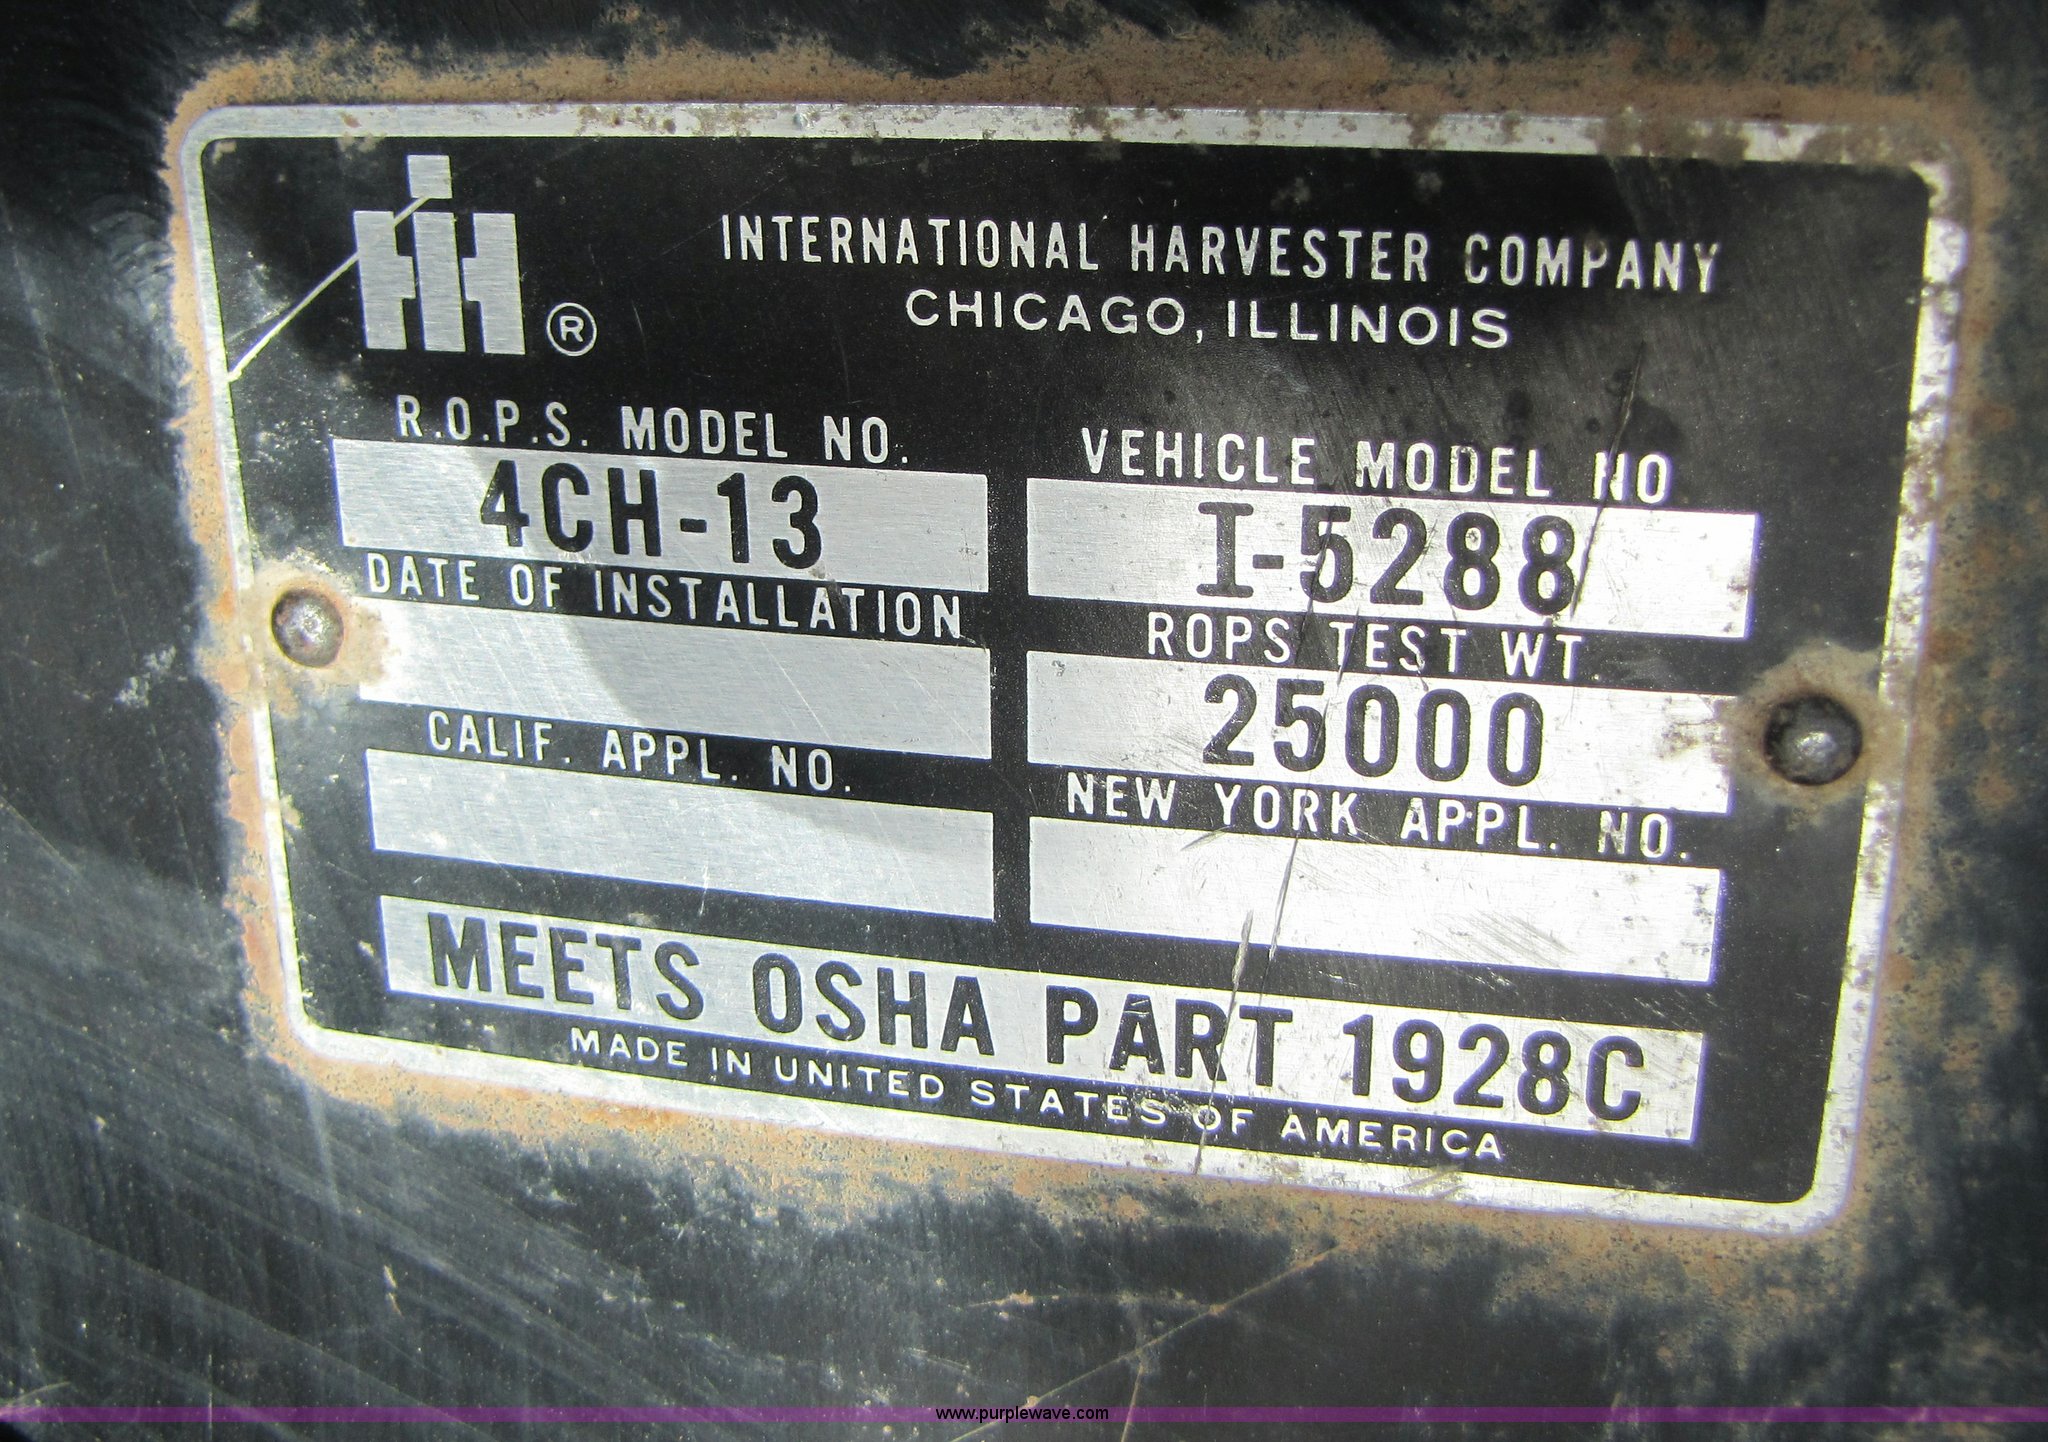 IH ®
INTERNATIONAL HARVESTER COMPANY
CHICAGO, ILLINOIS
R.O.P.S. MODEL NO.
4CH-13
VEHICLE MODEL NO
I-5288
DATE OF INSTALLATION
ROPS TEST WT.
25000
CALIF. APPL. NO.
NEW YORK APPL. NO.
MEETS OSHA PART 1928C
MADE IN UNITED STATES OF AMERICA
www.purplewave.com